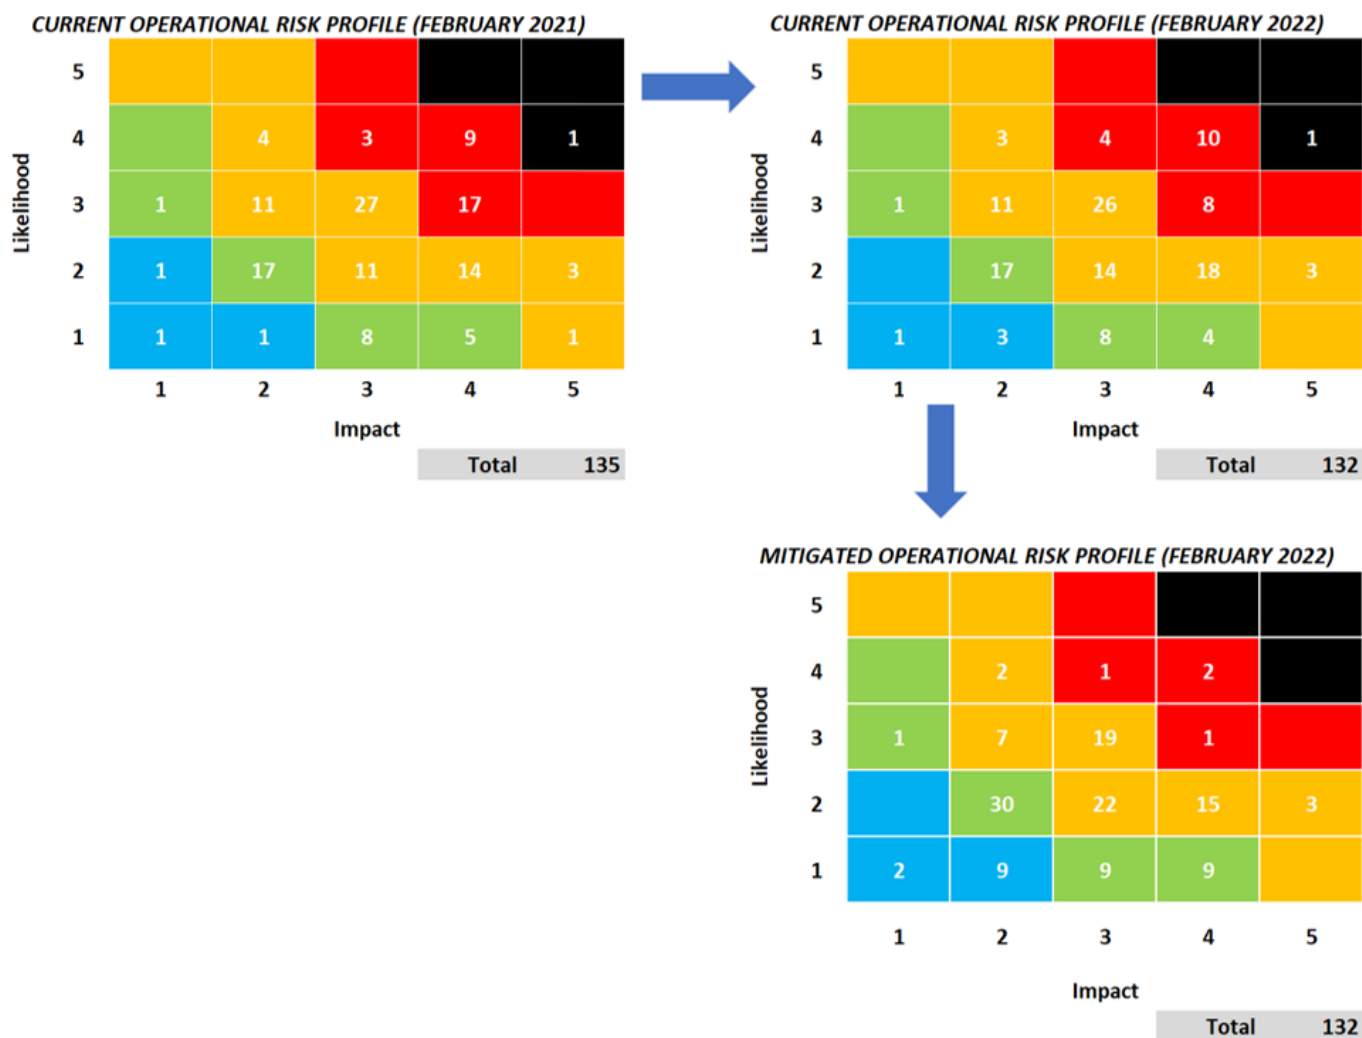 CURRENT OPERATIONAL RISK PROFILE (FEBRUARY 2021)
5
4 4 3 9 1
3 1 11 27 17
2 1 17 11 14 3
1 1 1 8 5 1
1 2 3 4 5
Likelihood
Impact
Total 135
CURRENT OPERATIONAL RISK PROFILE (FEBRUARY 2022)
5
4 3 4 10 1
3 1 11 26 8
2 17 14 18 3
1 1 3 8 4
1 2 3 4 5
Likelihood
Impact
Total 132
MITIGATED OPERATIONAL RISK PROFILE (FEBRUARY 2022)
5
4 2 1 2
3 1 7 19 1
2 30 22 15 3
1 2 9 9 9
1 2 3 4 5
Likelihood
Impact
Total 132